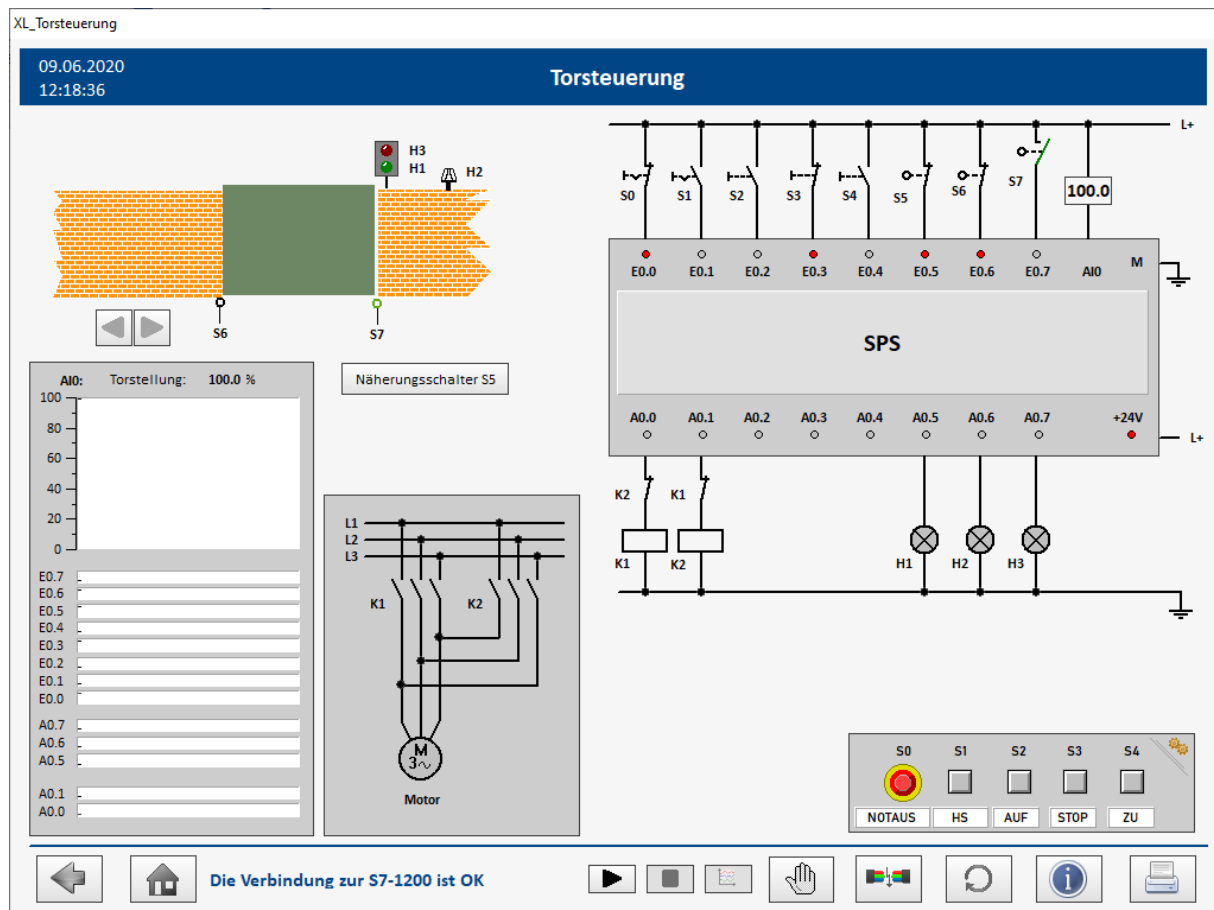 XL_Torsteuerung
09.06.2020
12:18:36
Torsteuerung
H3
H1
H2
S6
S7
L+
S0
S1
S2
S3
S4
S5
S6
S7
100.0
E0.0 E0.1 E0.2 E0.3 E0.4 E0.5 E0.6 E0.7 AI0 M
SPS
A0.0 A0.1 A0.2 A0.3 A0.4 A0.5 A0.6 A0.7 +24V
L+
K2 K1
K1 K2 H1 H2 H3
AI0: Torstellung: 100.0 %
100
80
60
40
20
0
E0.7
E0.6
E0.5
E0.4
E0.3
E0.2
E0.1
E0.0
A0.7
A0.6
A0.5
A0.1
A0.0
Näherungsschalter S5
L1
L2
L3
K1 K2
M
3~
Motor
S0 S1 S2 S3 S4
NOTAUS HS AUF STOP ZU
Die Verbindung zur S7-1200 ist OK
i